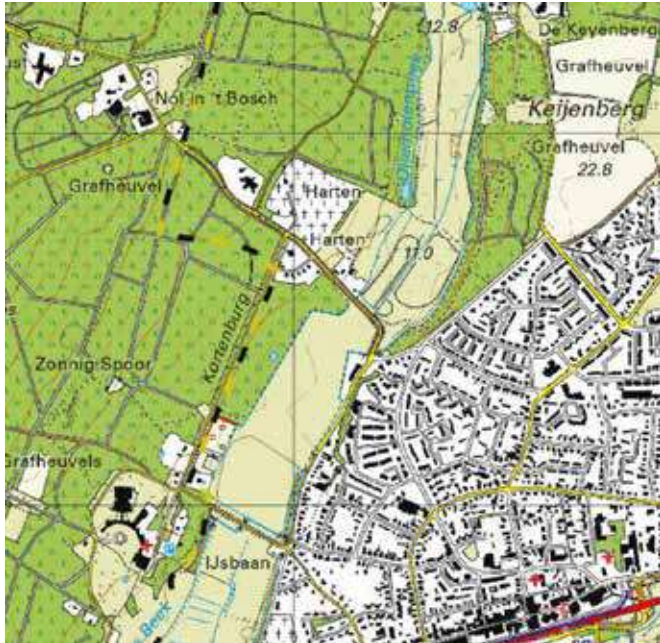 12.8
De Keyenberg
Grafheuvel
Nol in 't Bosch
Keijenberg
Grafheuvel
22.8
Grafheuvel
Harten
Harten
11.0
Kortenburg
Zonnig Spoor
Grafheuvels
IJsbaan
Beek